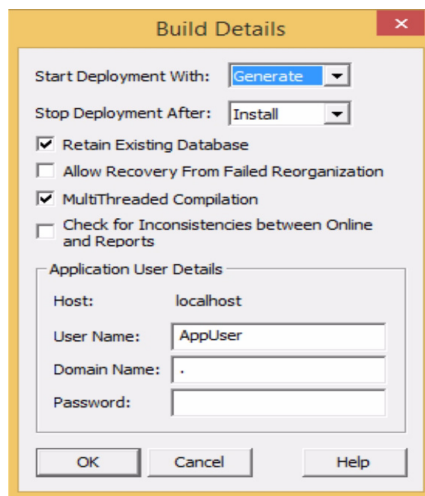 Build Details
Start Deployment With: Generate
Stop Deployment After: Install
Retain Existing Database
Allow Recovery From Failed Reorganization
MultiThreaded Compilation
Check for Inconsistencies between Online
and Reports
Application User Details
Host: localhost
User Name: AppUser
Domain Name: .
Password:
OK Cancel Help